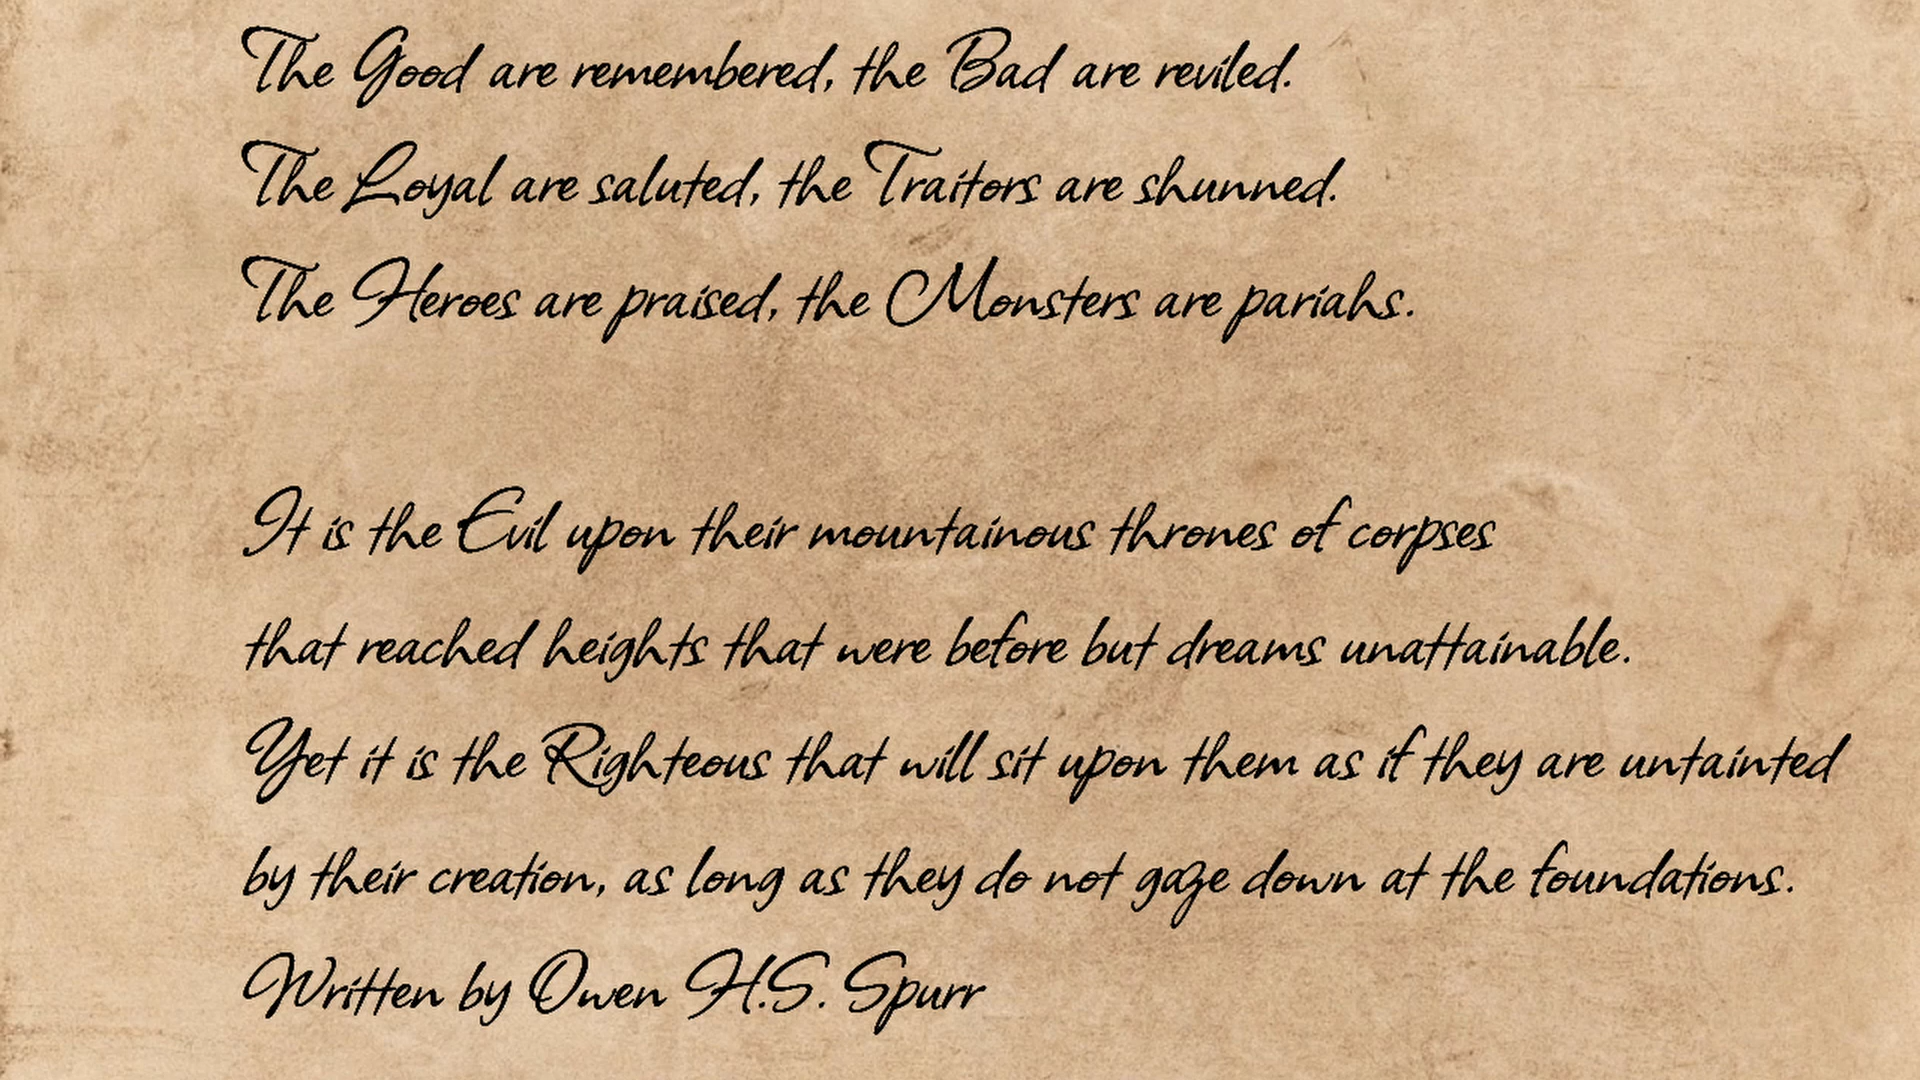 The Good are remembered, the Bad are reviled.
The Loyal are saluted, the Traitors are shunned.
The Heroes are praised, the Monsters are pariahs.
It is the Evil upon their mountainous thrones of corpses
that reached heights that were before but dreams unattainable.
Yet it is the Righteous that will sit upon them as if they are untainted
by their creation, as long as they do not gaze down at the foundations.
Written by Owen H.S. Spurr